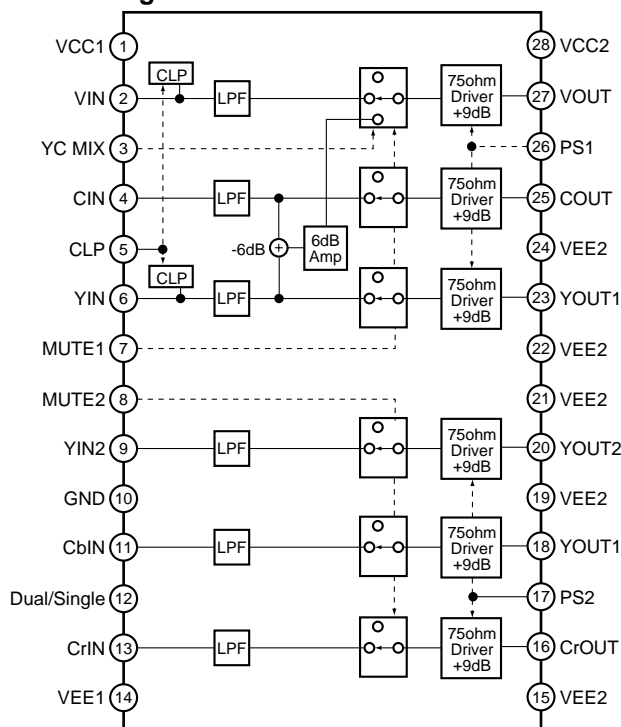 VCC1 1
28 VCC2
CLP
75ohm
Driver
+9dB
VIN 2
LPF
27 VOUT
YC MIX 3
26 PS1
CIN 4
LPF
75ohm
Driver
+9dB
25 COUT
CLP 5
-6dB
+
6dB
Amp
24 VEE2
CLP
YIN 6
LPF
75ohm
Driver
+9dB
23 YOUT1
MUTE1 7
22 VEE2
MUTE2 8
21 VEE2
YIN2 9
LPF
75ohm
Driver
+9dB
20 YOUT2
GND 10
19 VEE2
CbIN 11
LPF
75ohm
Driver
+9dB
18 YOUT1
Dual/Single 12
17 PS2
CrIN 13
LPF
75ohm
Driver
+9dB
16 CrOUT
VEE1 14
15 VEE2